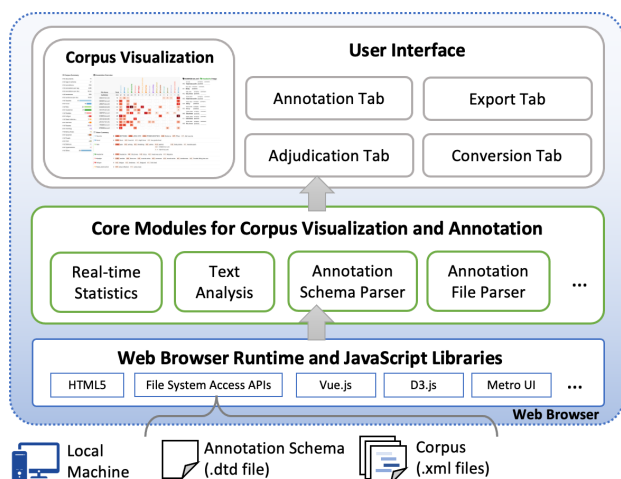 Corpus Visualization
User Interface
Annotation Tab
Export Tab
Adjudication Tab
Conversion Tab
Core Modules for Corpus Visualization and Annotation
Real-time
Statistics
Text
Analysis
Annotation
Schema Parser
Annotation
File Parser
...
Web Browser Runtime and JavaScript Libraries
HTML5
File System Access APIs
Vue.js
D3.js
Metro UI
...
Web Browser
Local
Machine
Annotation Schema
(.dtd file)
Corpus
(.xml files)